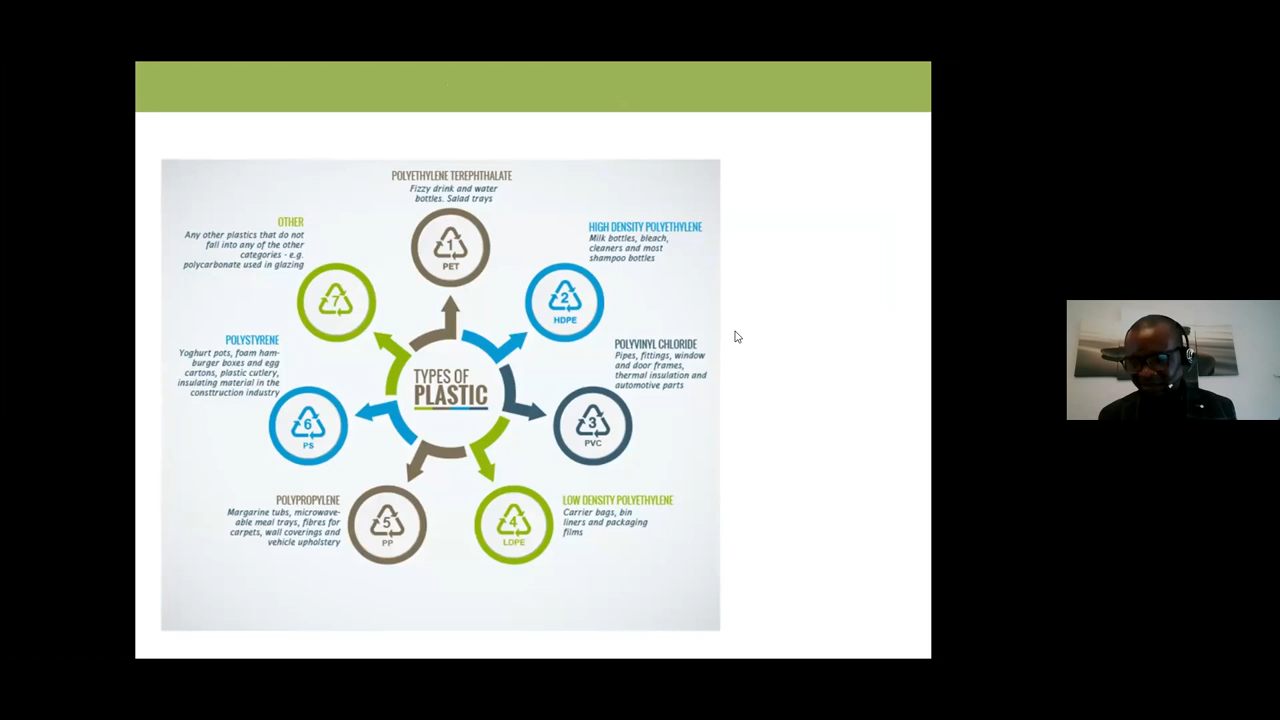 POLYETHYLENE TEREPHTHALATE
Fizzy drink and water
bottles. Salad trays
1
PET
HIGH DENSITY POLYETHYLENE
Milk bottles, bleach,
cleaners and most
shampoo bottles
2
HDPE
POLYVINYL CHLORIDE
Pipes, fittings, window
and door frames,
thermal insulation and
automotive parts
3
PVC
LOW DENSITY POLYETHYLENE
Carrier bags, bin
liners and packaging
films
4
LDPE
POLYPROPYLENE
Margarine tubs, microwave-
able meal trays, fibres for
carpets, wall coverings and
vehicle upholstery
5
PP
POLYSTYRENE
Yoghurt pots, foam ham-
burger boxes and egg
cartons, plastic cutlery,
insulating material in the
consttruction industry
6
PS
OTHER
Any other plastics that do not
fall into any of the other
categories - e.g.
polycarbonate used in glazing
7
TYPES OF
PLASTIC